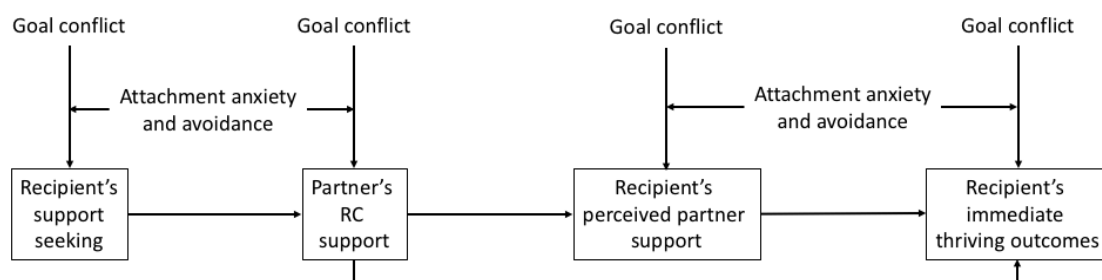 Goal conflict
Goal conflict
Goal conflict
Goal conflict
Attachment anxiety
and avoidance
Attachment anxiety
and avoidance
Recipient's
support
seeking
Partner's
RC
support
Recipient's
perceived partner
support
Recipient's
immediate
thriving outcomes